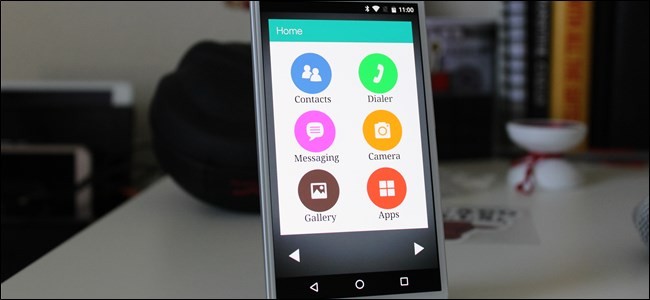 11:00
Home
Contacts
Dialer
Messaging
Camera
Gallery
Apps